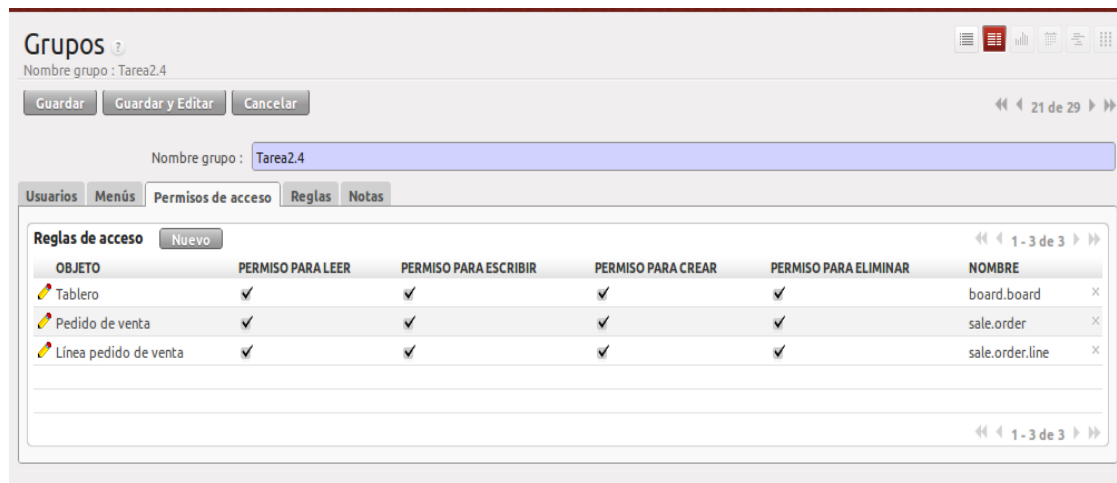 Grupos ?
Nombre grupo : Tarea2.4
Guardar Guardar y Editar Cancelar 21 de 29
Nombre grupo : Tarea2.4
Usuarios Menús Permisos de acceso Reglas Notas
Reglas de acceso Nuevo 1 - 3 de 3
OBJETO PERMISO PARA LEER PERMISO PARA ESCRIBIR PERMISO PARA CREAR PERMISO PARA ELIMINAR NOMBRE
Tablero board.board
Pedido de venta sale.order
Línea pedido de venta sale.order.line
1 - 3 de 3